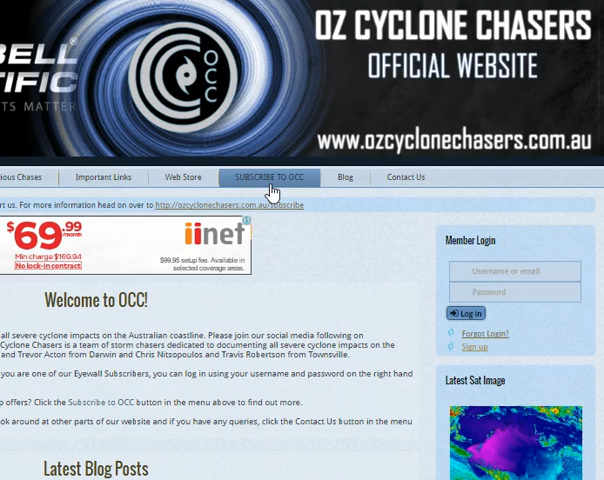 OZ CYCLONE CHASERS
BELL
OFFICIAL WEBSITE
TIFIC
TS MATTER
OCC
www.ozcyclonechasers.com.au
ious Chases
Important Links
Web Store
SUBSCRIBE TO OCC
Blog
Contact Us
rt us. For more information head on over to http://ozcyclonechasers.com.au/subscribe
$69.99
/month
Min charge $169.94
No lock-in contract
iinet
$99.95 setup fee. Available in
selected coverage areas.
Member Login
Username or email
Password
Log in
Forgot Login?
Sign up
Welcome to OCC!
all severe cyclone impacts on the Australian coastline. Please join our social media following on
Cyclone Chasers is a team of storm chasers dedicated to documenting all severe cyclone impacts on the
and Trevor Acton from Darwin and Chris Nitsopoulos and Travis Robertson from Townsville.
you are one of our Eyewall Subscribers, you can log in using your username and password on the right hand
Latest Sat Image
p offers? Click the Subscribe to OCC button in the menu above to find out more.
ok around at other parts of our website and if you have any queries, click the Contact Us button in the menu
Latest Blog Posts